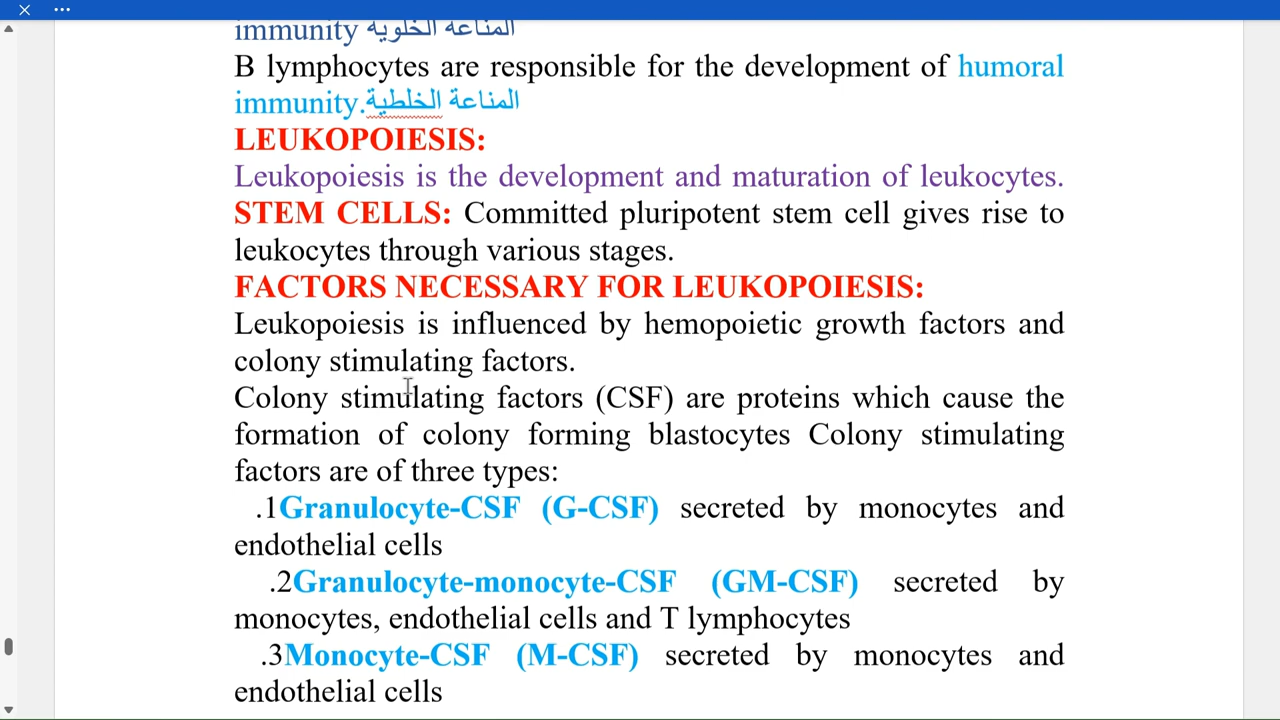 immunity المناعة الخلوية
B lymphocytes are responsible for the development of humoral
immunity.المناعة الخلطية
LEUKOPOIESIS:
Leukopoiesis is the development and maturation of leukocytes.
STEM CELLS: Committed pluripotent stem cell gives rise to
leukocytes through various stages.
FACTORS NECESSARY FOR LEUKOPOIESIS:
Leukopoiesis is influenced by hemopoietic growth factors and
colony stimulating factors.
Colony stimulating factors (CSF) are proteins which cause the
formation of colony forming blastocytes Colony stimulating
factors are of three types:
.1Granulocyte-CSF (G-CSF) secreted by monocytes and
endothelial cells
.2Granulocyte-monocyte-CSF (GM-CSF) secreted by
monocytes, endothelial cells and T lymphocytes
.3Monocyte-CSF (M-CSF) secreted by monocytes and
endothelial cells